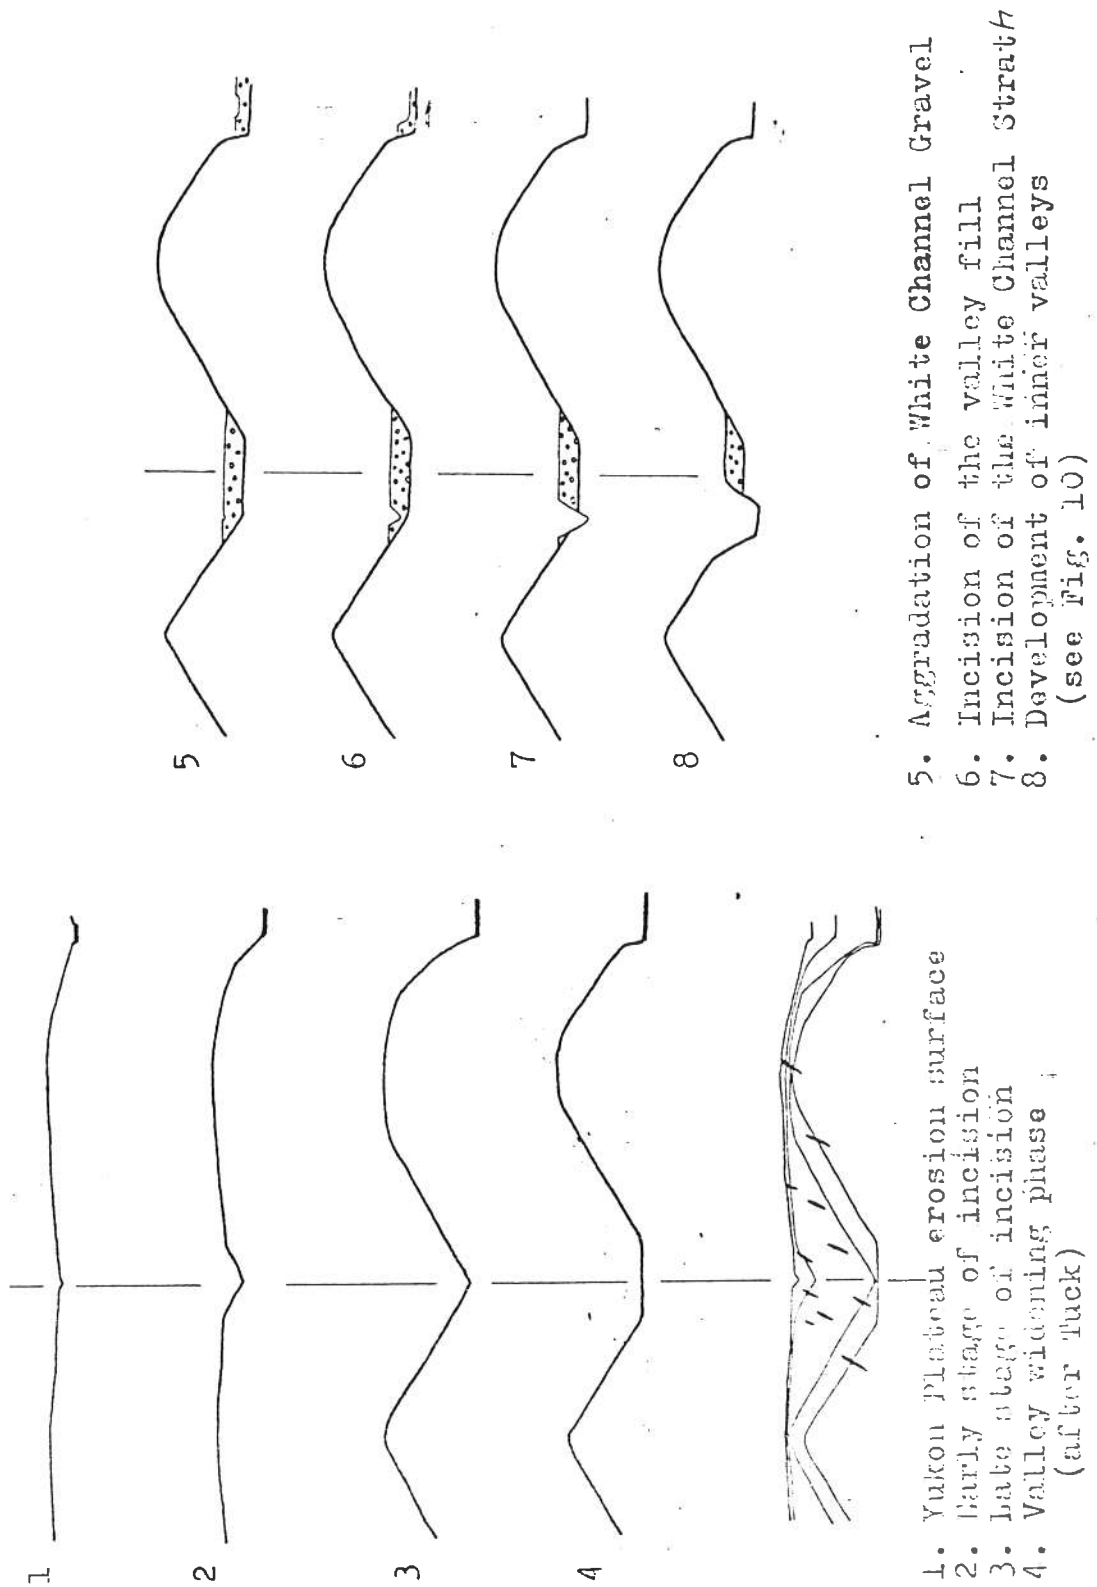 1
2
3
4
1. Yukon Plateau erosion surface
2. Early stage of incision
3. Late stage of incision
4. Valley widening phase
(after Tuck)
5
6
7
8
5. Aggradation of White Channel Gravel
6. Incision of the valley fill
7. Incision of the White Channel Strath
8. Development of inner valleys
(see Fig. 10)